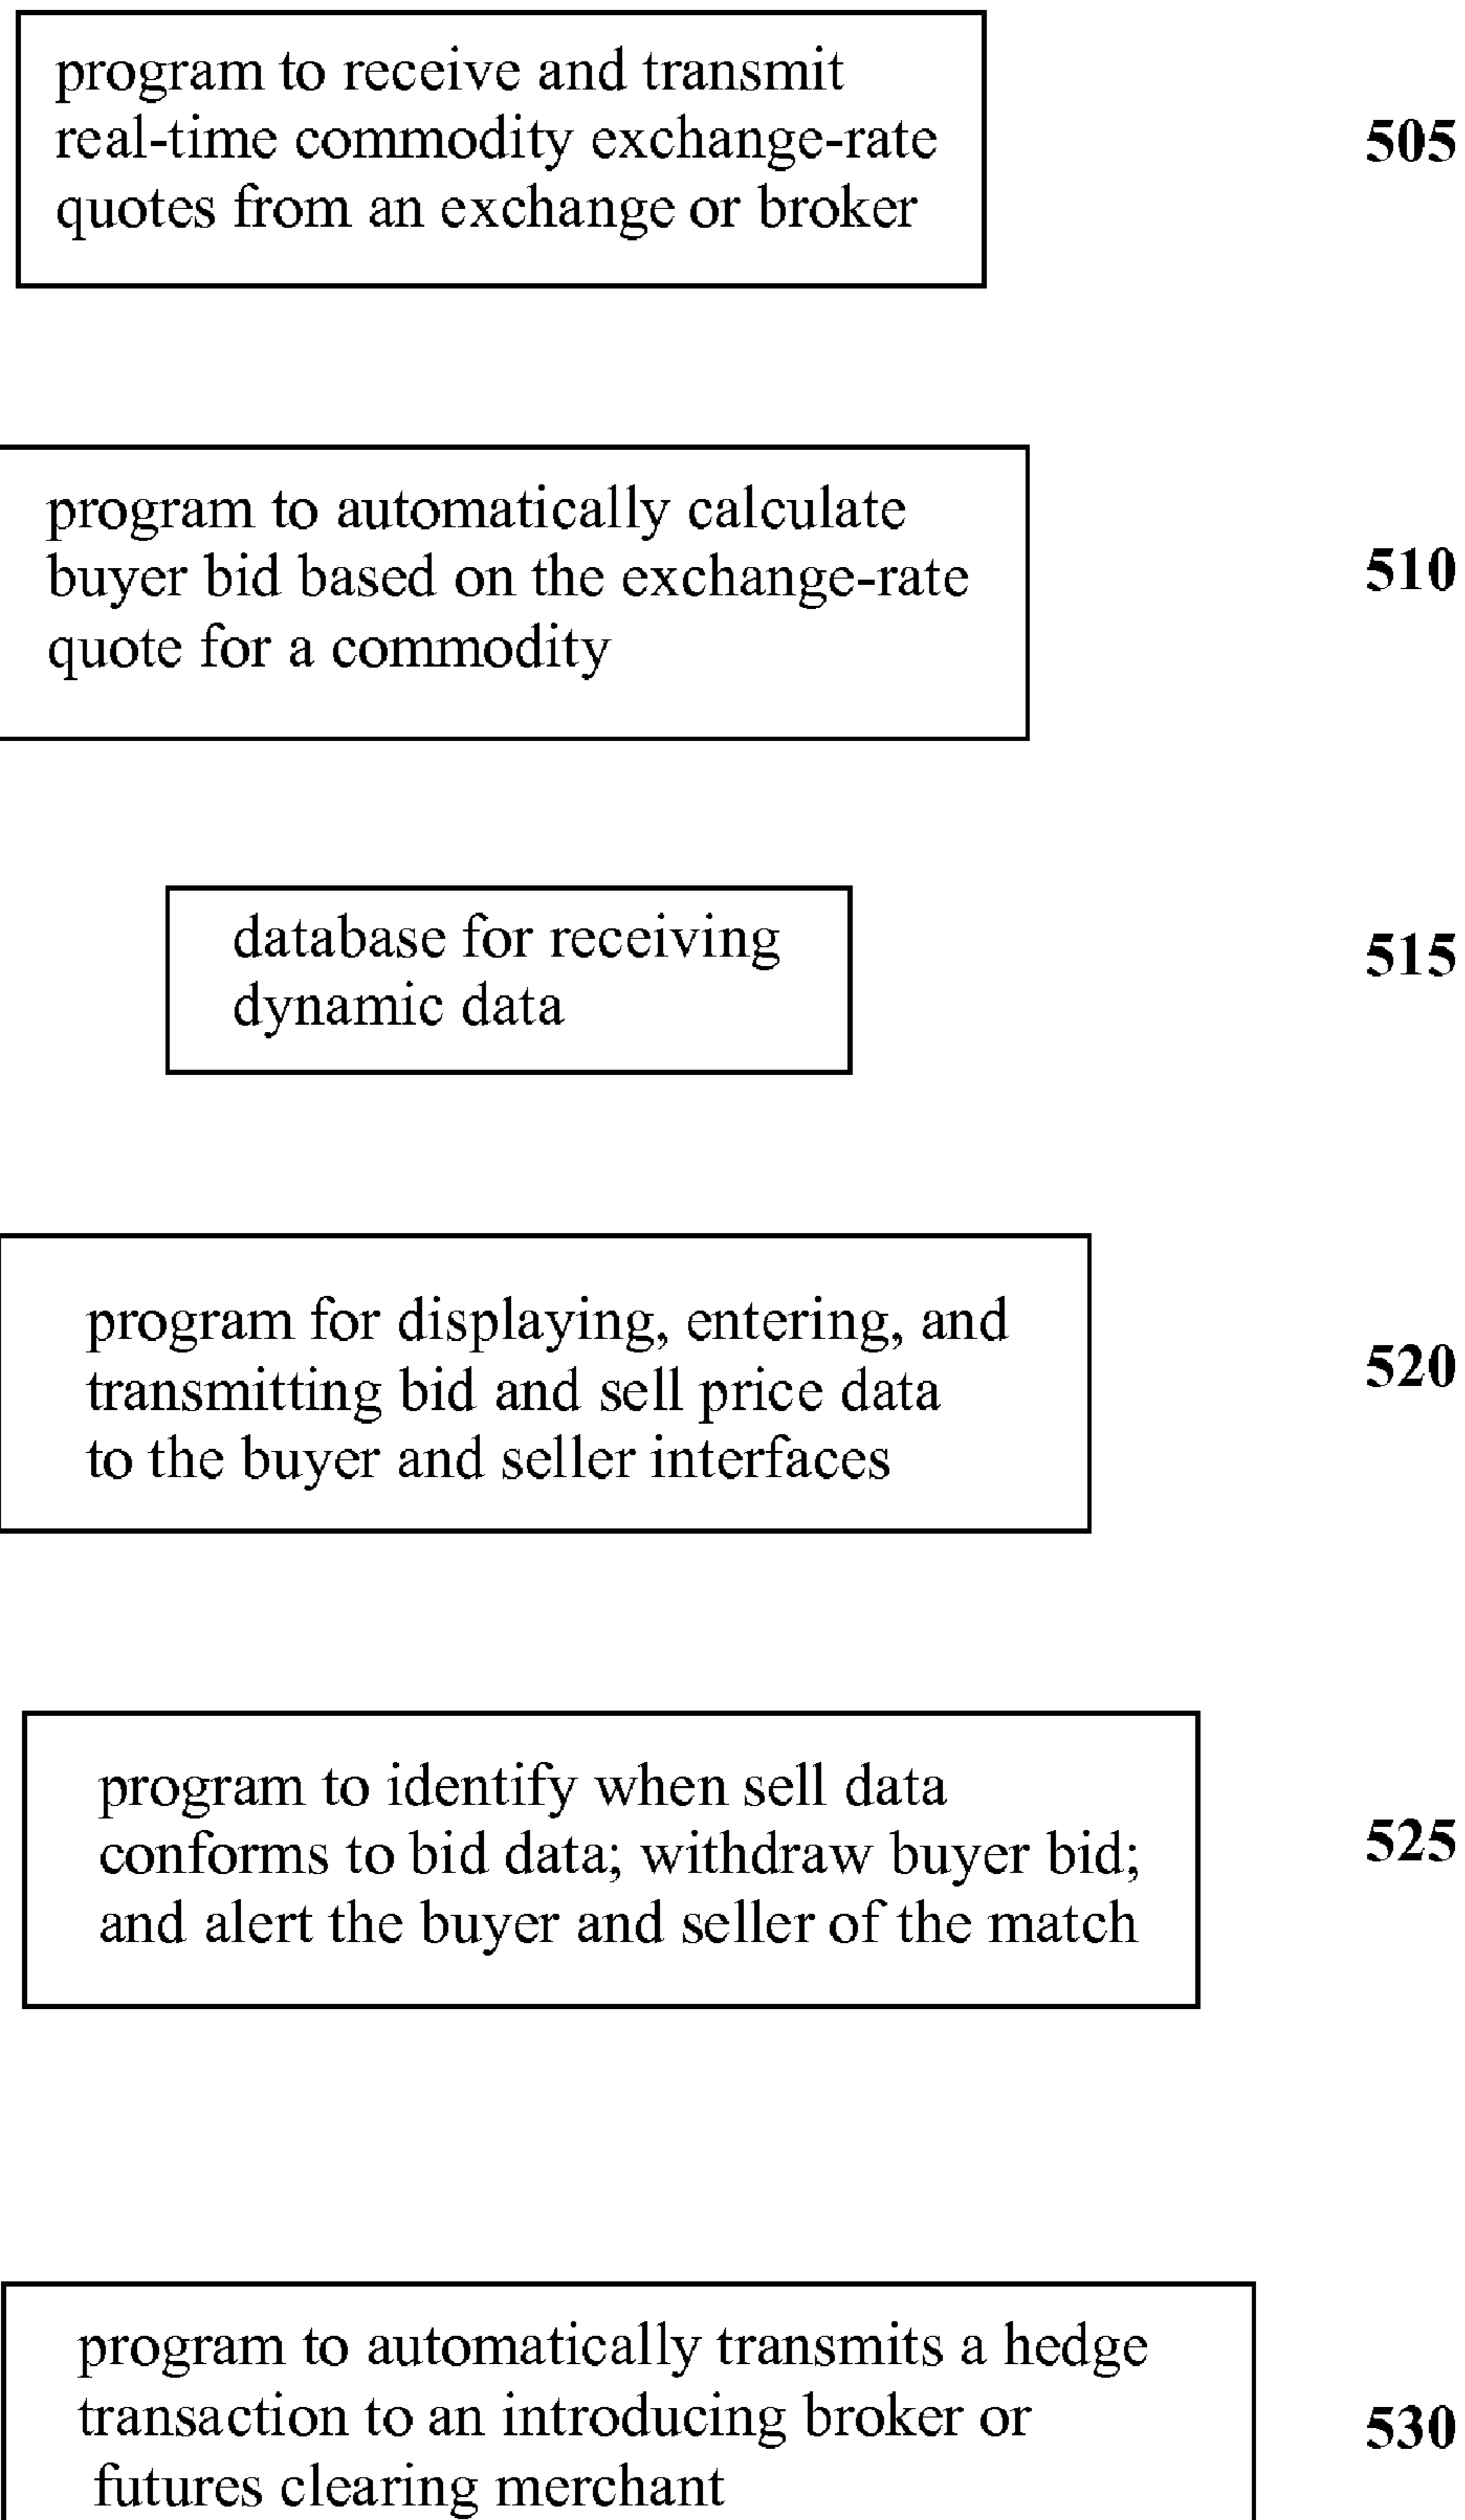 program to receive and transmit
real-time commodity exchange-rate
quotes from an exchange or broker
505
program to automatically calculate
buyer bid based on the exchange-rate
quote for a commodity
510
database for receiving
dynamic data
515
program for displaying, entering, and
transmitting bid and sell price data
to the buyer and seller interfaces
520
program to identify when sell data
conforms to bid data; withdraw buyer bid;
and alert the buyer and seller of the match
525
program to automatically transmits a hedge
transaction to an introducing broker or
futures clearing merchant
530